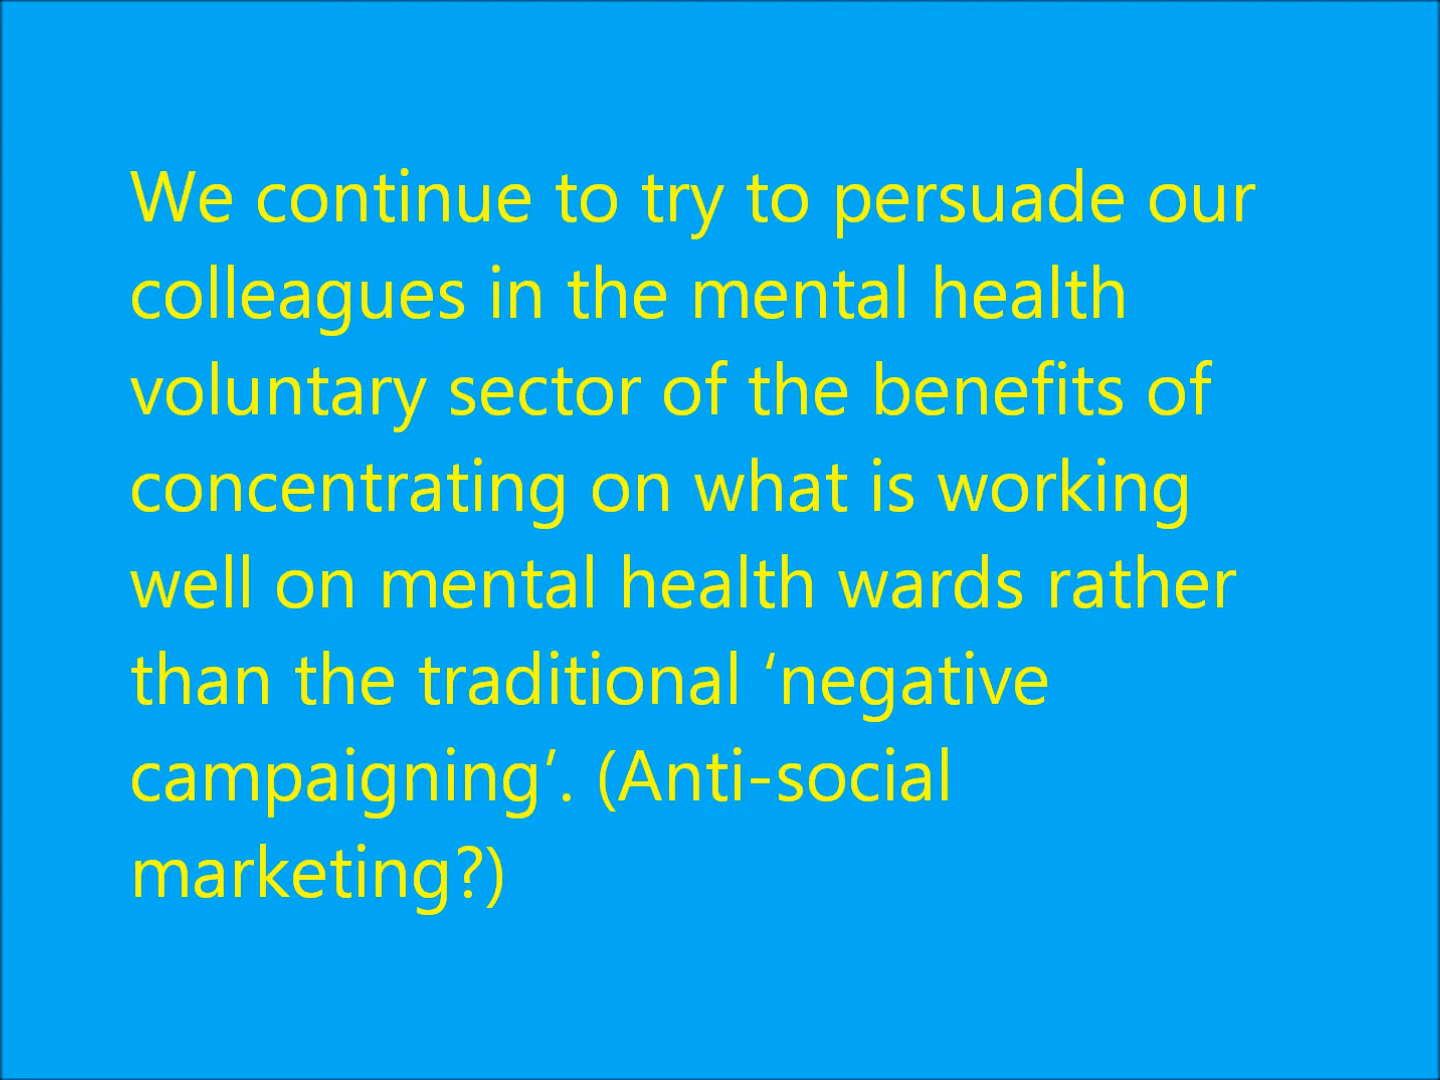 We continue to try to persuade our
colleagues in the mental health
voluntary sector of the benefits of
concentrating on what is working
well on mental health wards rather
than the traditional ‘negative
campaigning’. (Anti-social
marketing?)